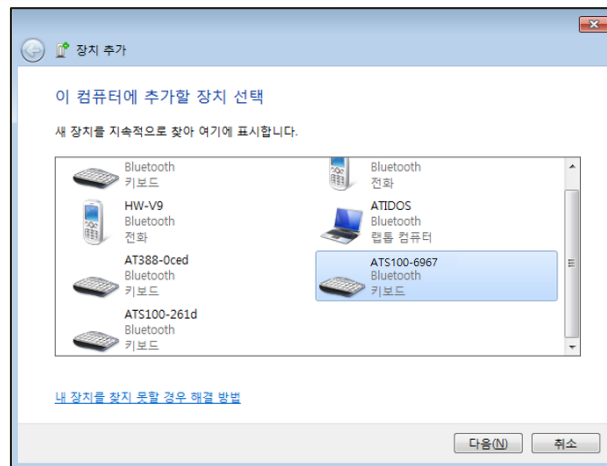 장치 추가
이 컴퓨터에 추가할 장치 선택
새 장치를 지속적으로 찾아 여기에 표시합니다.
Bluetooth
키보드
Bluetooth
전화
HW-V9
Bluetooth
전화
ATIDOS
Bluetooth
랩톱 컴퓨터
AT388-0ced
Bluetooth
키보드
ATS100-6967
Bluetooth
키보드
ATS100-261d
Bluetooth
키보드
내 장치를 찾지 못할 경우 해결 방법
다음(N)
취소